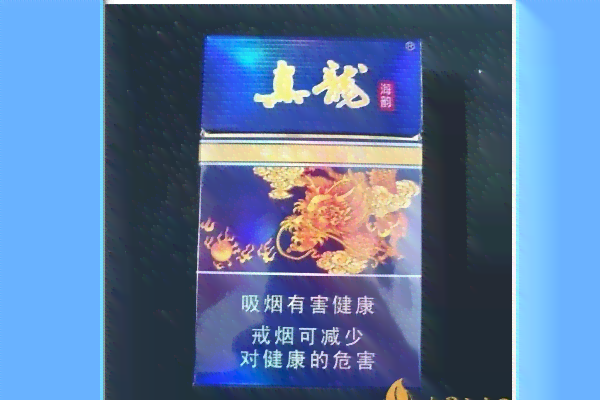 真龙
海韵
吸烟有害健康
戒烟可减少
对健康的危害